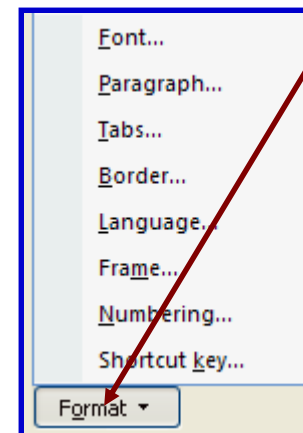 Font...
Paragraph...
Tabs...
Border...
Language...
Frame...
Numbering...
Shortcut key...
Format